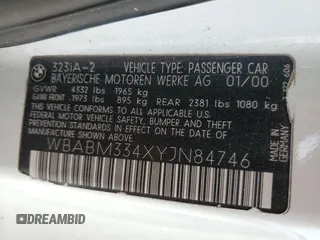 BMW
323iA-2 VEHICLE TYPE: PASSENGER CAR
BAYERISCHE MOTOREN WERKE AG 01/00
GVWR 4332 lbs 1965 kg
GAWR FRONT 1973 lbs 895 kg REAR 2381 lbs 1080 kg
THIS VEHICLE CONFORMS TO ALL APPLICABLE FEDERAL
MOTOR VEHICLE SAFETY, BUMPER AND THEFT
PREVENTION STANDARDS IN EFFECT ON THE DATE OF
MANUFACTURE SHOWN ABOVE.
WBABM334XYJN84746
MADE IN GERMANY
DREAMBID